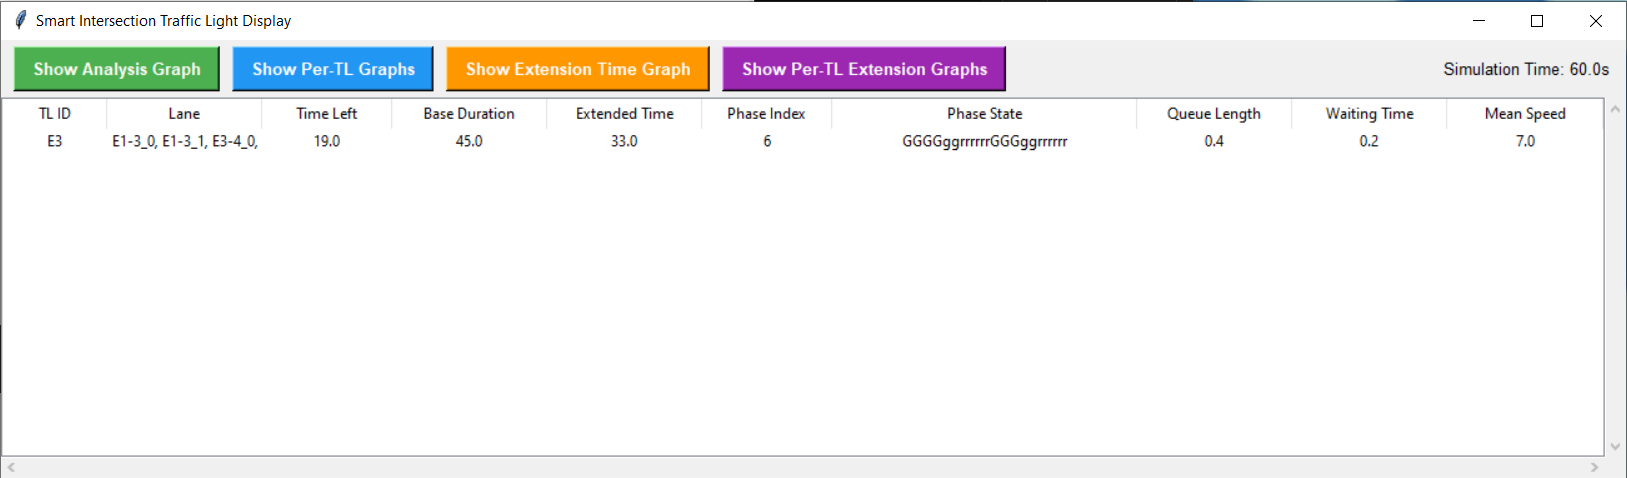 Smart Intersection Traffic Light Display
Show Analysis Graph Show Per-TL Graphs Show Extension Time Graph Show Per-TL Extension Graphs Simulation Time: 60.0s
TL ID Lane Time Left Base Duration Extended Time Phase Index Phase State Queue Length Waiting Time Mean Speed
E3 E1-3_0, E1-3_1, E3-4_0, 19.0 45.0 33.0 6 GGGGggrrrrrrGGGggrrrrrr 0.4 0.2 7.0